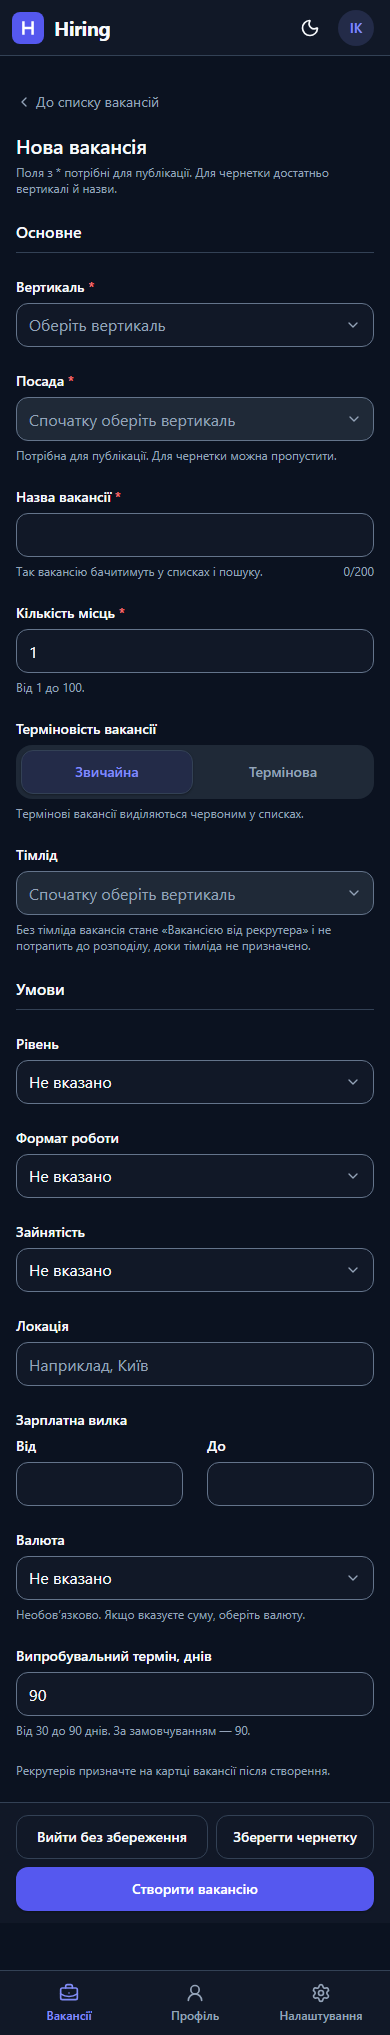 H Hiring IK
До списку вакансій
Нова вакансія
Поля з * потрібні для публікації. Для чернетки достатньо
вертикалі й назви.
Основне
Вертикаль *
Оберіть вертикаль
Посада *
Спочатку оберіть вертикаль
Потрібна для публікації. Для чернетки можна пропустити.
Назва вакансії *
Так вакансію бачитимуть у списках і пошуку. 0/200
Кількість місць *
1
Від 1 до 100.
Терміновість вакансії
Звичайна Термінова
Термінові вакансії виділяються червоним у списках.
Тімлід
Спочатку оберіть вертикаль
Без тімліда вакансія стане «Вакансією від рекрутера» і не
потрапить до розподілу, доки тімліда не призначено.
Умови
Рівень
Не вказано
Формат роботи
Не вказано
Зайнятість
Не вказано
Локація
Наприклад, Київ
Зарплатна вилка
Від До
Валюта
Не вказано
Необов’язково. Якщо вказуєте суму, оберіть валюту.
Випробувальний термін, днів
90
Від 30 до 90 днів. За замовчуванням — 90.
Рекрутерів призначте на картці вакансії після створення.
Вийти без збереження Зберегти чернетку
Створити вакансію
Вакансії Профіль Налаштування